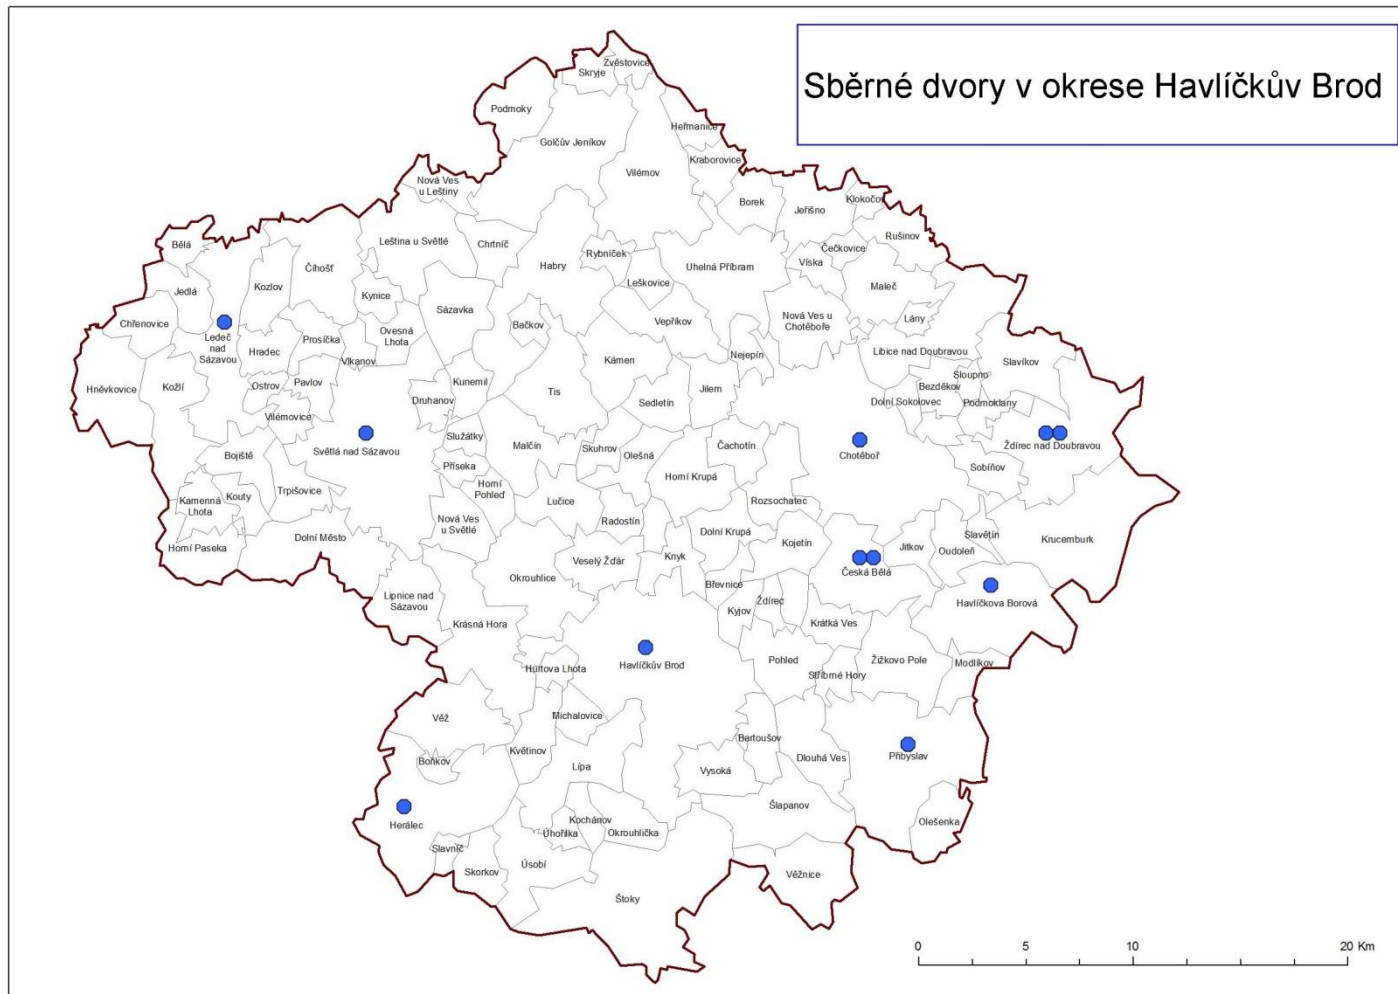 Sběrné dvory v okrese Havlíčkův Brod
Zvěstovice
Skryje
Podmoky
Heřmanice
Golčův Jeníkov
Kraborovice
Vilémov
Nová Ves
u Leštiny
Borek
Jeřišno
Klokočov
Rušinov
Bělá
Leština u Světlé
Chrtníč
Rybníček
Čečkovice
Habry
Uhelná Příbram
Víska
Číhošť
Leškovice
Maleč
Jedlá
Kozlov
Kynice
Sázavka
Nová Ves u
Chotěboře
Chřenovice
Vepříkov
Lány
Bačkov
Ledeč
nad
Sázavou
Prosíčka
Ovesná
Lhota
Hradec
Vlkanov
Kámen
Nejepín
Libice nad Doubravou
Slavíkov
Sloupno
Hněvkovice
Kožlí
Ostrov
Pavlov
Kunemil
Jilem
Bezděkov
Druhanov
Tis
Sedletín
Dolní Sokolovec
Podmoklany
Vilémovice
Služátky
Malčín
Skuhrov
Olešná
Čachotín
Chotěboř
Ždírec nad Doubravou
Světlá nad Sázavou
Bojiště
Příseka
Horní Krupá
Sobíňov
Trpišovice
Horní
Pohleď
Kamenná
Lhota
Kouty
Lučice
Rozsochatec
Nová Ves
u Světlé
Radostín
Dolní Krupá
Slavětín
Dolní Město
Kojetín
Jitkov
Oudoleň
Krucemburk
Horní Paseka
Veselý Žďár
Knyk
Okrouhlice
Česká Bělá
Břevnice
Lipnice nad
Sázavou
Kyjov
Ždírec
Havlíčkova Borová
Krásná Hora
Krátká Ves
Hurtova Lhota
Havlíčkův Brod
Pohled
Stříbrné Hory
Žižkovo Pole
Modlíkov
Věž
Michalovice
Květinov
Bartoušov
Dlouhá Ves
Přibyslav
Boňkov
Lípa
Vysoká
Šlapanov
Herálec
Kochánov
Úhořilka
Okrouhlička
Olešenka
Slavníč
Skorkov
Úsobí
Věžnice
Štoky
0 5 10 20 Km